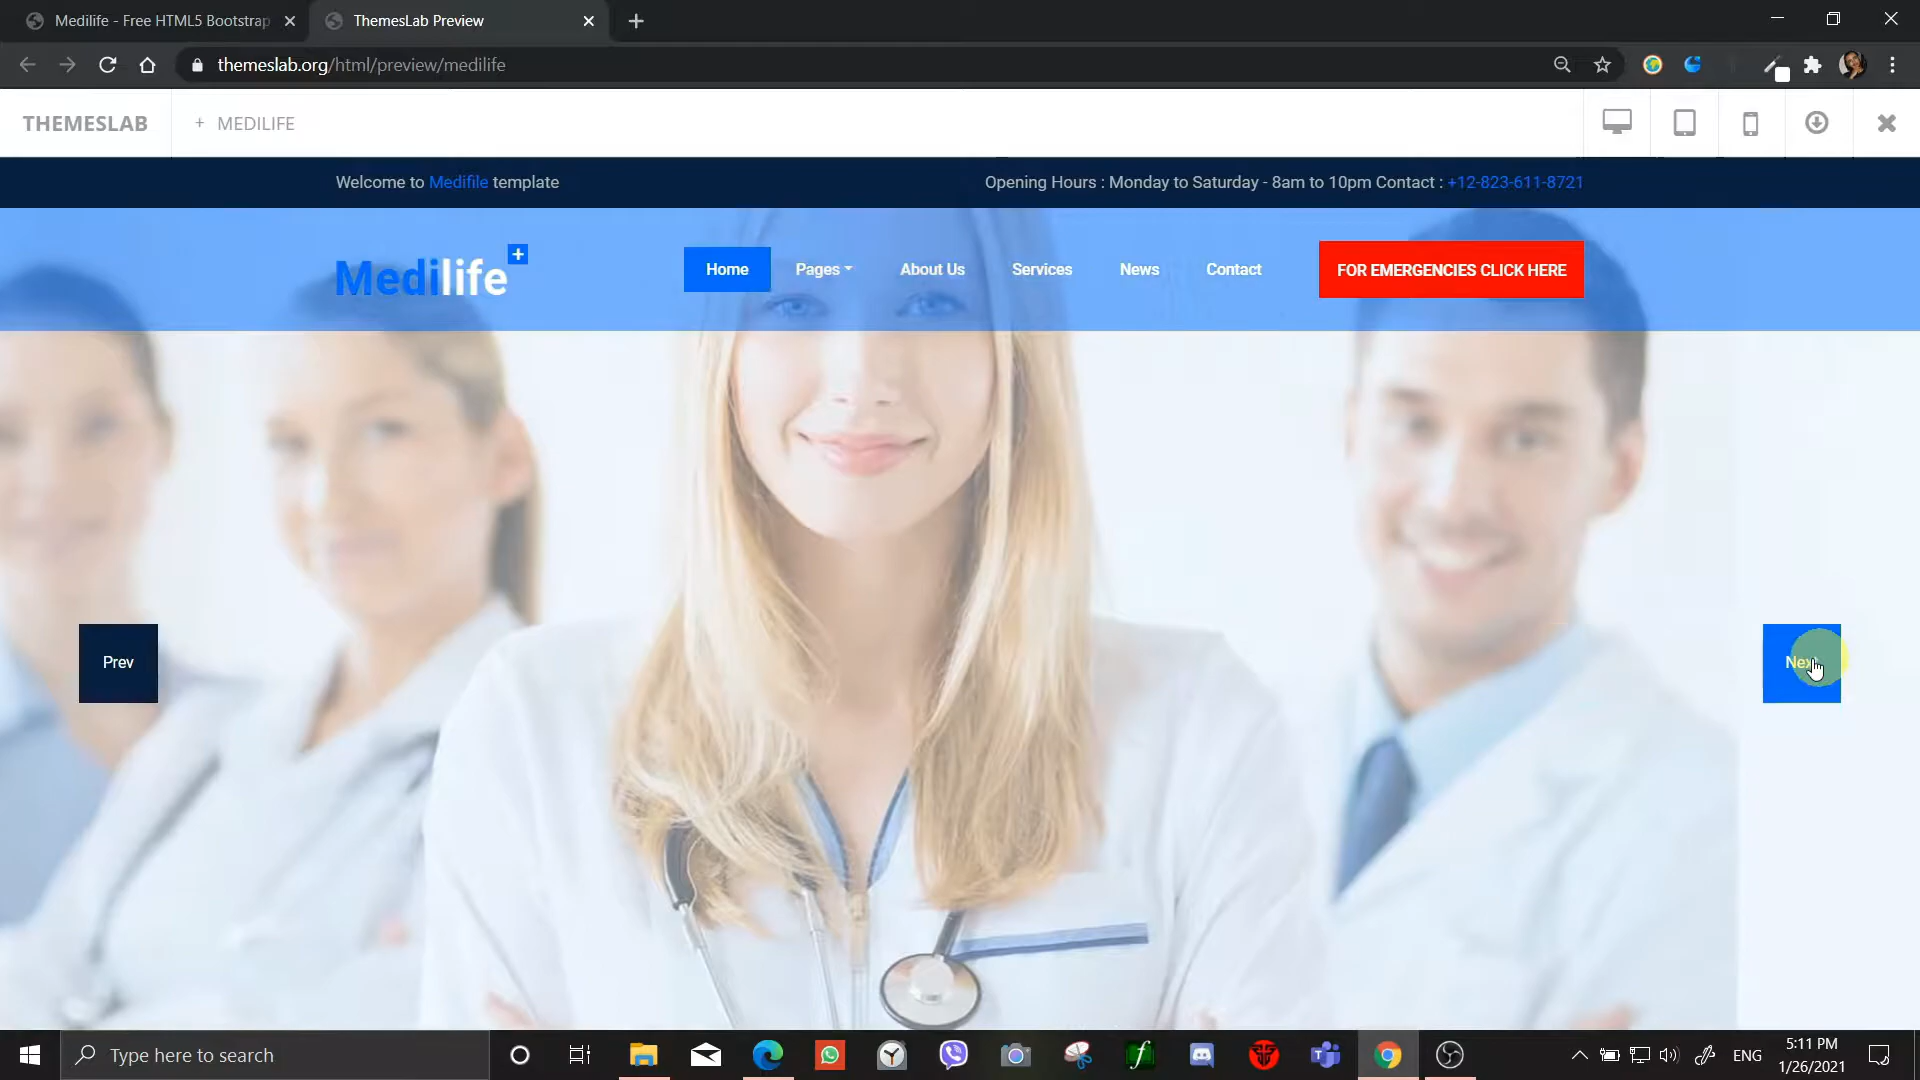 Medilife - Free HTML5 Bootstrap
ThemesLab Preview
themeslab.org/html/preview/medilife
THEMESLAB
+ MEDILIFE
Welcome to Medifile template
Opening Hours : Monday to Saturday - 8am to 10pm Contact : +12-823-611-8721
Medilife+
Home
Pages
About Us
Services
News
Contact
FOR EMERGENCIES CLICK HERE
Prev
Next
Type here to search
ENG
5:11 PM
1/26/2021